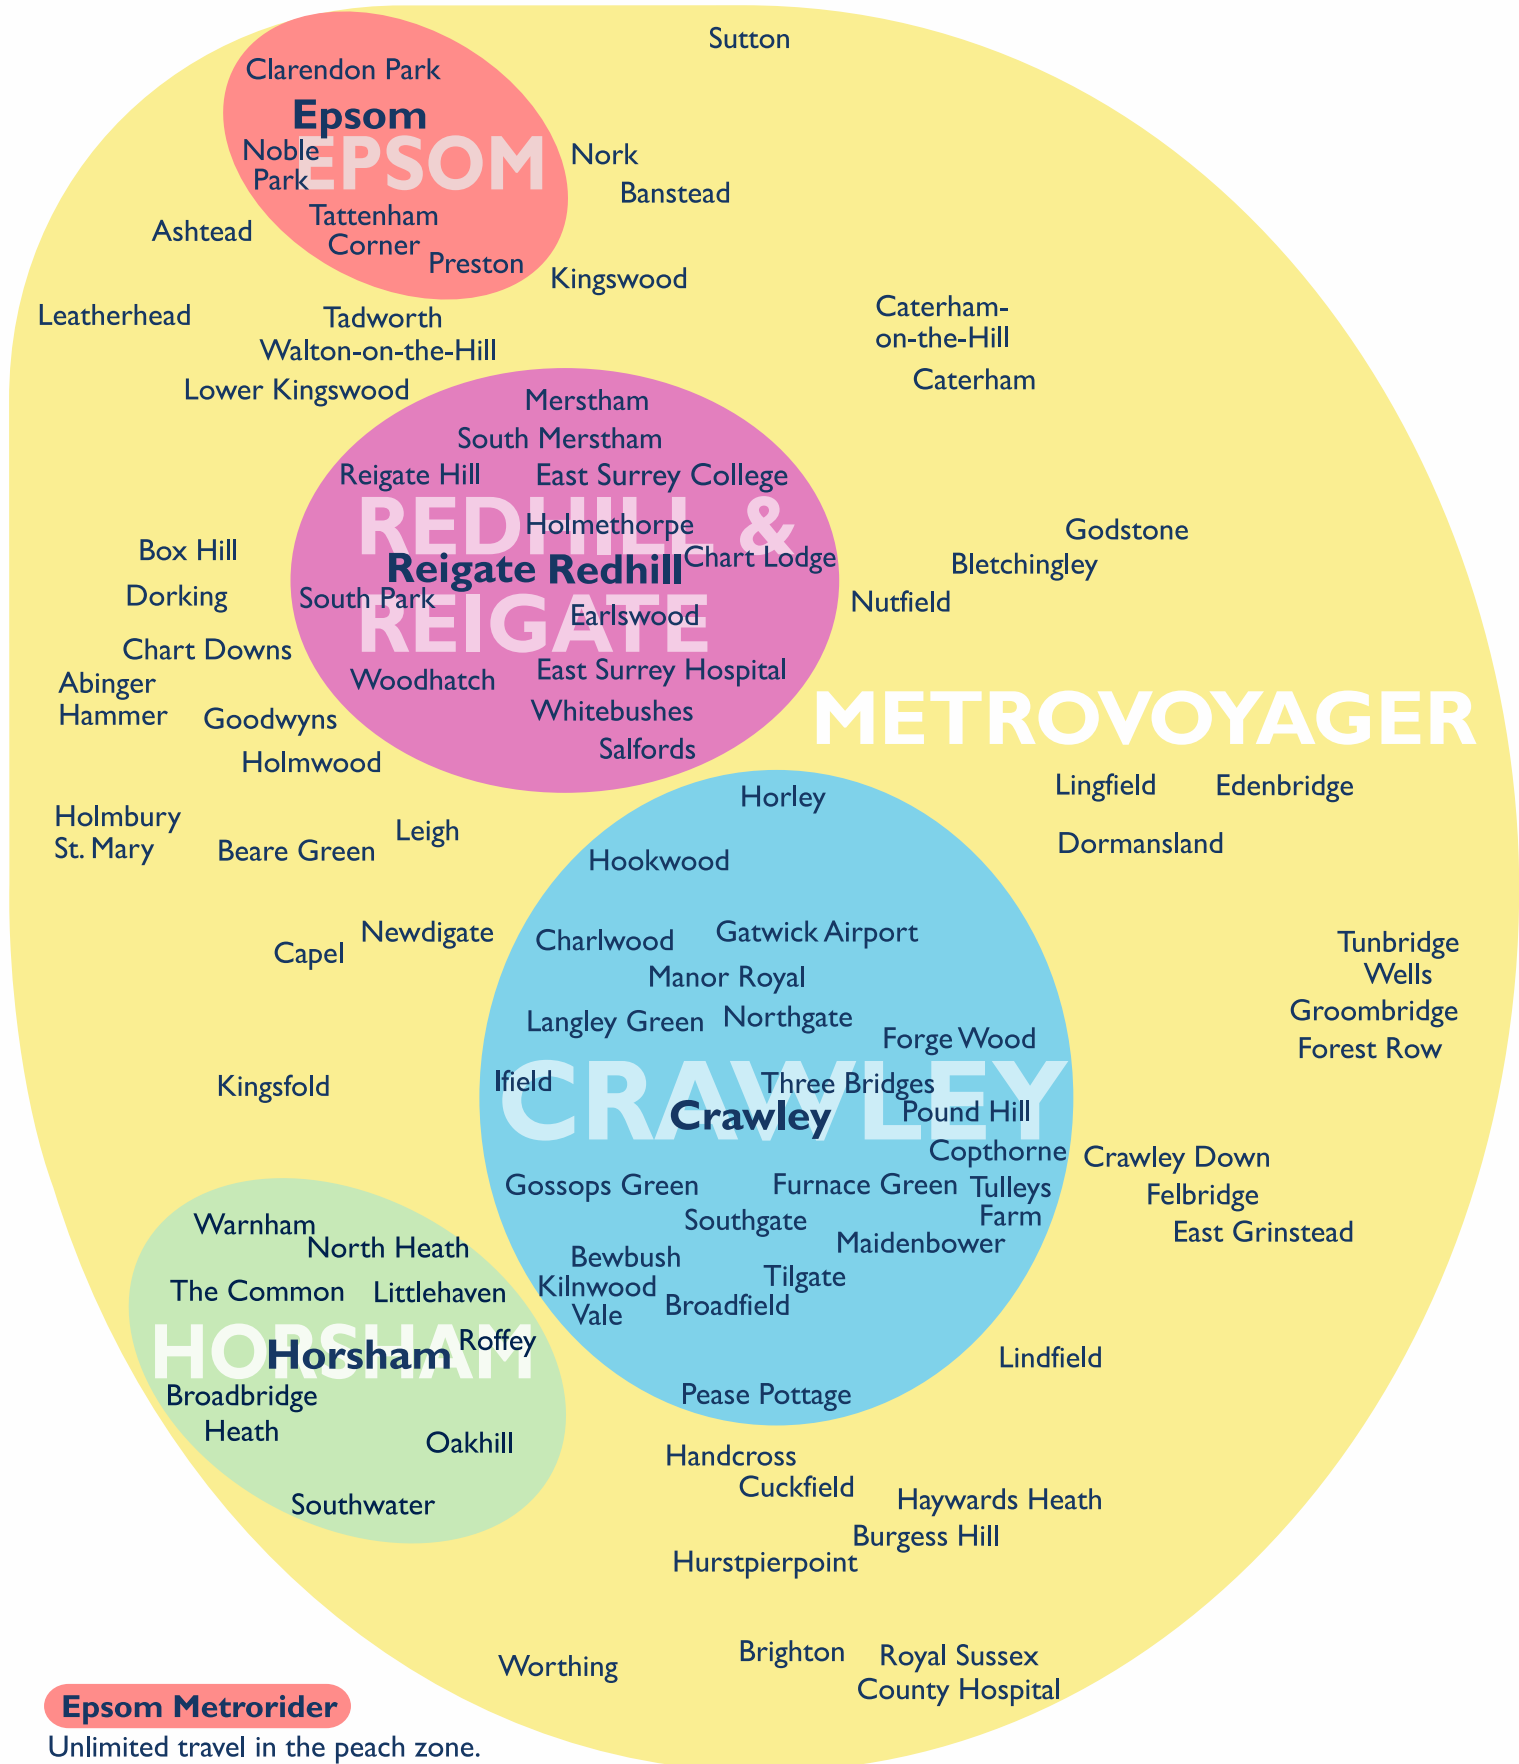 Sutton
Clarendon Park
Epsom
EPSOM
Noble
Park
Nork
Banstead
Tattenham
Corner
Ashtead
Preston
Kingswood
Leatherhead
Tadworth
Caterham-
on-the-Hill
Walton-on-the-Hill
Lower Kingswood
Caterham
Merstham
South Merstham
Reigate Hill
East Surrey College
REDHILL &
REIGATE
Holmethorpe
Godstone
Box Hill
Chart Lodge
Bletchingley
Reigate
Redhill
Dorking
South Park
Nutfield
Earlswood
Chart Downs
East Surrey Hospital
Woodhatch
Abinger
Hammer
Goodwyns
Whitebushes
METROVOYAGER
Salfords
Holmwood
Lingfield
Edenbridge
Horley
Holmbury
St. Mary
Leigh
Beare Green
Dormansland
Hookwood
Newdigate
Capel
Charlwood
Gatwick Airport
Tunbridge
Wells
Manor Royal
Groombridge
Langley Green
Northgate
Forge Wood
Forest Row
Kingsfold
Ifield
Three Bridges
CRAWLEY
Crawley
Pound Hill
Copthorne
Crawley Down
Gossops Green
Furnace Green
Tulleys
Farm
Felbridge
Southgate
East Grinstead
Maidenbower
Warnham
North Heath
Bewbush
Tilgate
Kilnwood
Vale
Broadfield
The Common
Littlehaven
Roffey
HORSHAM
Horsham
Lindfield
Broadbridge
Heath
Pease Pottage
Oakhill
Handcross
Cuckfield
Haywards Heath
Southwater
Burgess Hill
Hurstpierpoint
Brighton
Royal Sussex
County Hospital
Worthing
Epsom Metrorider
Unlimited travel in the peach zone.